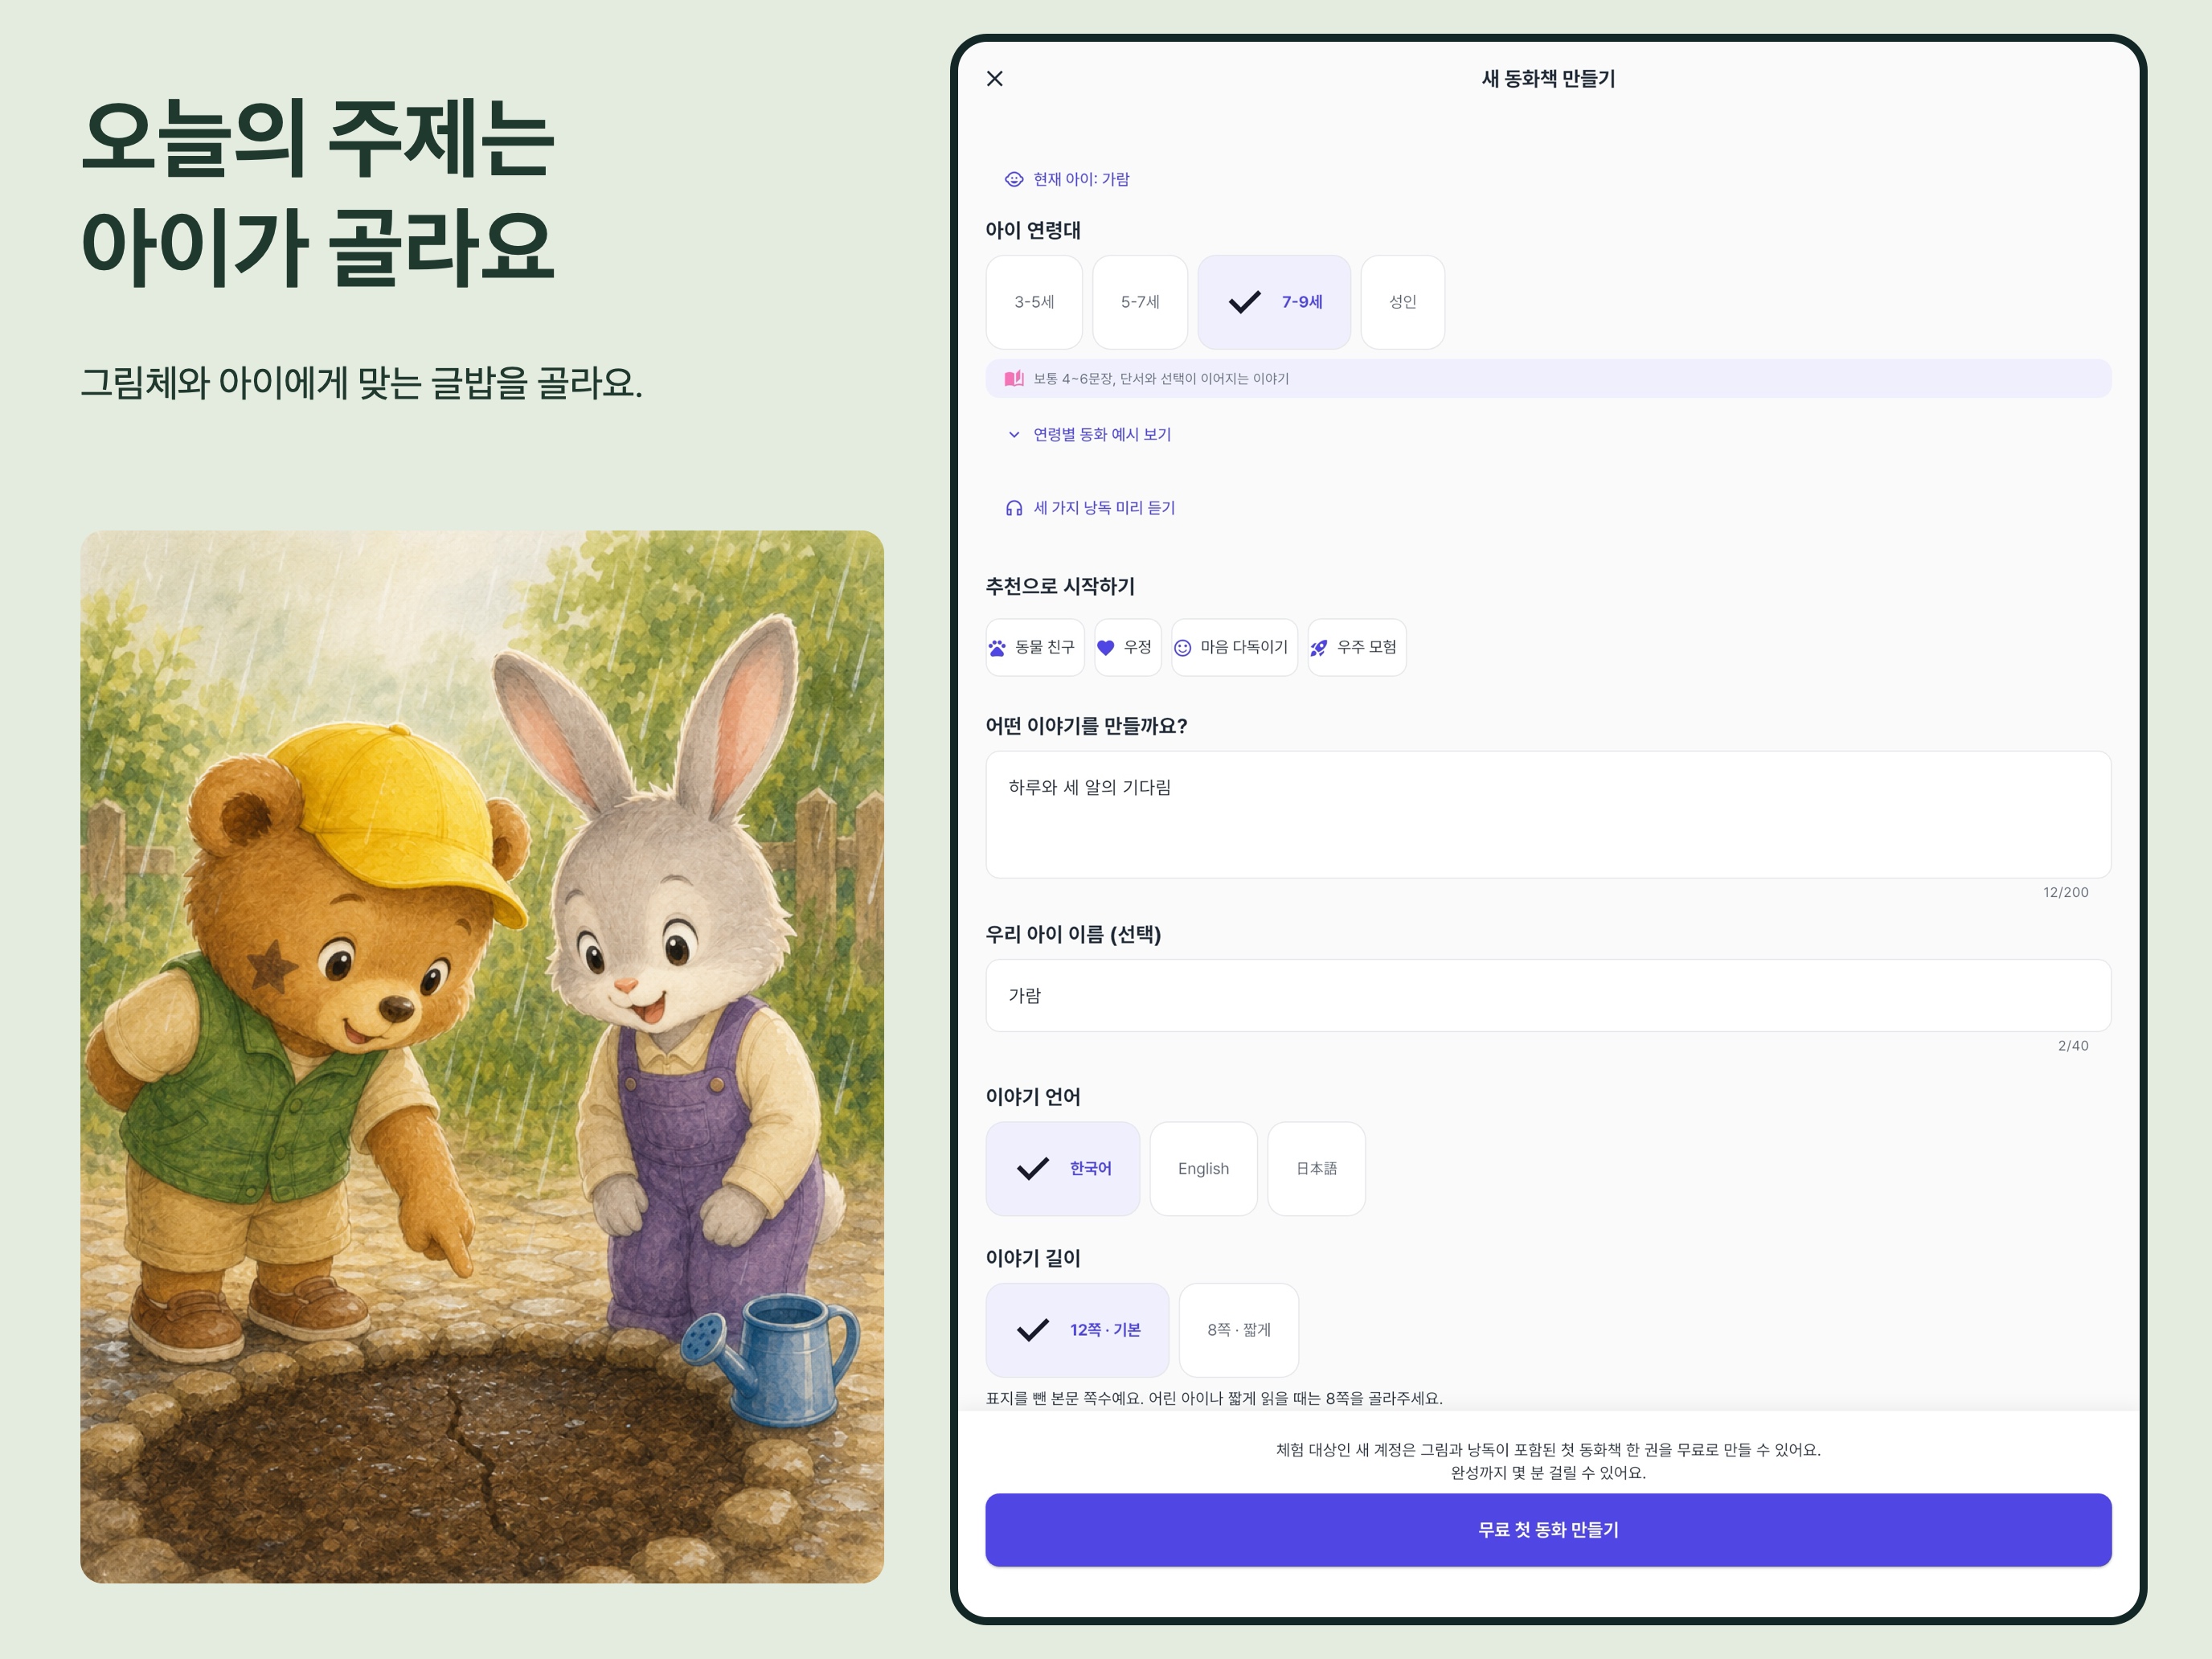 오늘의 주제는
아이가 골라요
그림체와 아이에게 맞는 글밥을 골라요.
새 동화책 만들기
현재 아이: 가람
아이 연령대
3-5세
5-7세
7-9세
성인
보통 4~6문장, 단서와 선택이 이어지는 이야기
연령별 동화 예시 보기
세 가지 낭독 미리 듣기
추천으로 시작하기
동물 친구
우정
마음 다독이기
우주 모험
어떤 이야기를 만들까요?
하루와 세 알의 기다림
12/200
우리 아이 이름 (선택)
가람
2/40
이야기 언어
한국어
English
日本語
이야기 길이
12쪽 · 기본
8쪽 · 짧게
표지를 뺀 본문 쪽수예요. 어린 아이나 짧게 읽을 때는 8쪽을 골라주세요.
체험 대상인 새 계정은 그림과 낭독이 포함된 첫 동화책 한 권을 무료로 만들 수 있어요.
완성까지 몇 분 걸릴 수 있어요.
무료 첫 동화 만들기